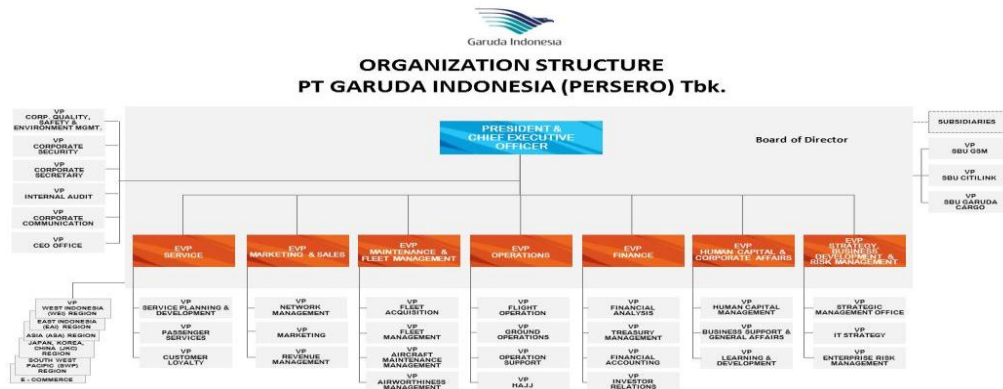 Garuda Indonesia
ORGANIZATION STRUCTURE
PT GARUDA INDONESIA (PERSERO) Tbk.
PRESIDENT &
CHIEF EXECUTIVE
OFFICER
Board of Director
VP
CORP. QUALITY,
SAFETY &
ENVIRONMENT MGMT.
VP
CORPORATE
SECURITY
VP
CORPORATE
SECRETARY
VP
INTERNAL AUDIT
VP
CORPORATE
COMMUNICATION
VP
CEO OFFICE
SUBSIDIARIES
VP
SBU GSM
VP
SBU CITILINK
VP
SBU GARUDA
CARGO
EVP
SERVICE
EVP
MARKETING & SALES
EVP
MAINTENANCE &
FLEET MANAGEMENT
EVP
OPERATIONS
EVP
FINANCE
EVP
HUMAN CAPITAL &
CORPORATE AFFAIRS
EVP
STRATEGY, BUSINESS
DEVELOPMENT &
RISK MANAGEMENT
VP
WEST INDONESIA
(WEI) REGION
EAST INDONESIA
(EAI) REGION
ASIA (ASA) REGION
JAPAN, KOREA,
CHINA (JKC)
REGION
SOUTH WEST
PACIFIC (SWP)
REGION
E - COMMERCE
VP
SERVICE PLANNING &
DEVELOPMENT
VP
PASSENGER
SERVICES
VP
CUSTOMER
LOYALTY
VP
NETWORK
MANAGEMENT
VP
MARKETING
VP
REVENUE
MANAGEMENT
VP
FLEET
ACQUISITION
VP
FLEET
MANAGEMENT
VP
AIRCRAFT
MAINTENANCE
MANAGEMENT
VP
AIRWORTHINESS
MANAGEMENT
VP
FLIGHT
OPERATION
VP
GROUND
OPERATIONS
VP
OPERATION
SUPPORT
VP
HAJJ
VP
FINANCIAL
ANALYSIS
VP
TREASURY
MANAGEMENT
VP
FINANCIAL
ACCOUNTING
VP
INVESTOR
RELATIONS
VP
HUMAN CAPITAL
MANAGEMENT
VP
BUSINESS SUPPORT &
GENERAL AFFAIRS
VP
LEARNING &
DEVELOPMENT
VP
STRATEGIC
MANAGEMENT OFFICE
VP
IT STRATEGY
VP
ENTERPRISE RISK
MANAGEMENT